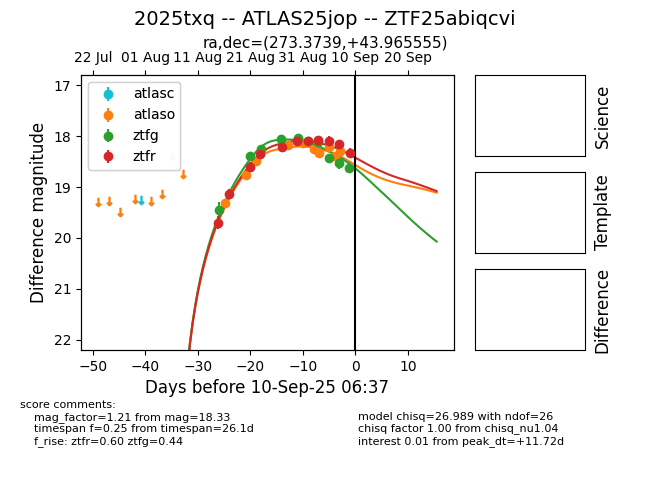 2025txq -- ATLAS25jop -- ZTF25abiqcvi
ra,dec=(273.3739,+43.965555)
22 Jul 01 Aug 11 Aug 21 Aug 31 Aug 10 Sep 20 Sep
atlasc
atlaso
ztfg
ztfr
17
18
19
20
21
22
Difference magnitude
−50 −40 −30 −20 −10 0 10
Days before 10-Sep-25 06:37
Science
Template
Difference
score comments:
mag_factor=1.21 from mag=18.33
timespan f=0.25 from timespan=26.1d
f_rise: ztfr=0.60 ztfg=0.44
model chisq=26.989 with ndof=26
chisq factor 1.00 from chisq_nu1.04
interest 0.01 from peak_dt=+11.72d